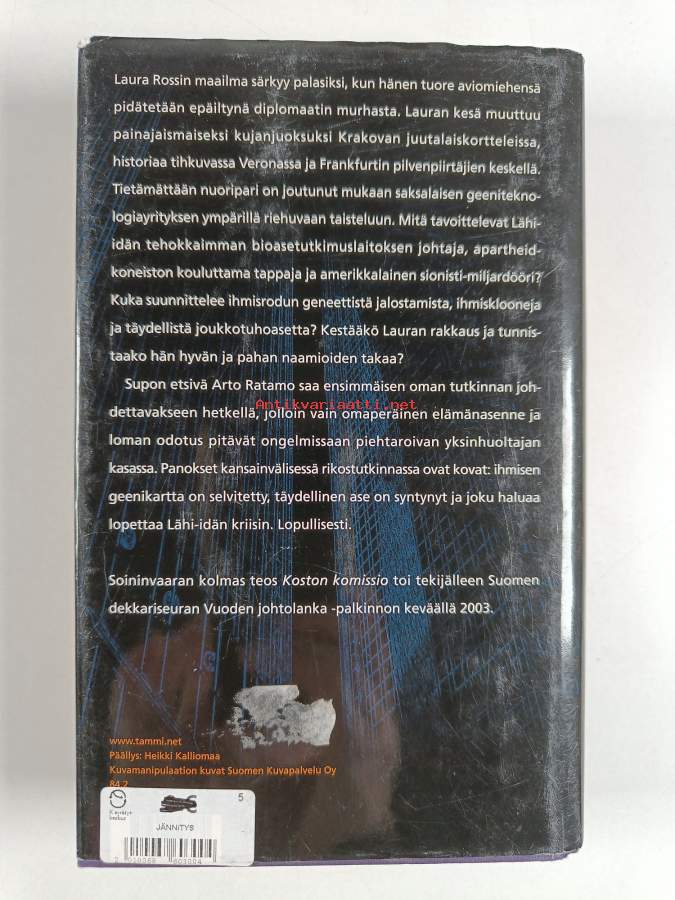 Laura Rossin maailma särkyy palasiksi, kun hänen tuore aviomiehensä
pidätetään epäiltynä diplomaatin murhasta. Lauran kesä muuttuu
painajaismaiseksi kujanjuoksuksi Krakovan juutalaiskortteleissa,
historiaa tihkuvassa Veronassa ja Frankfurtin pilvenpiirtäjien keskellä.
Tietämättään nuoripari on joutunut mukaan saksalaisen geenitekno-
logiayrityksen ympärillä riehuvaan taisteluun. Mitä tavoittelevat Lähi-
idän tehokkaimman bioasetutkimuslaitoksen johtaja, apartheid-
koneiston kouluttama tappaja ja amerikkalainen sionisti-miljardööri?
Kuka suunnittelee ihmisrodun geneettistä jalostamista, ihmisklooneja
ja täydellistä joukkotuhoasetta? Kestääkö Lauran rakkaus ja tunnis-
taako hän hyvän ja pahan naamioiden takaa?
Supon etsivä Arto Ratamo saa ensimmäisen oman tutkinnan joh-
Antikvariaatti.net
dettavakseen hetkellä, jolloin vain omaperäinen elämänasenne ja
loman odotus pitävät ongelmissaan piehtaroivan yksinhuoltajan
kasassa. Panokset kansainvälisessä rikostutkinnassa ovat kovat: ihmisen
geenikartta on selvitetty, täydellinen ase on syntynyt ja joku haluaa
lopettaa Lähi-idän kriisin. Lopullisesti.
Soininvaaran kolmas teos Koston komissio toi tekijälleen Suomen
dekkariseuran Vuoden johtolanka -palkinnon keväällä 2003.
www.tammi.net
Päällys: Heikki Kalliomaa
Kuvamanipulaation kuvat Suomen Kuvapalvelu Oy
84.2
5
JÄNNITYS